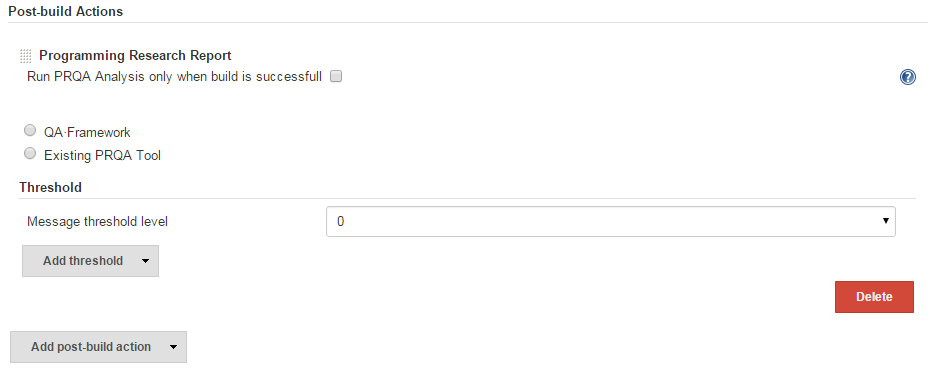 Post-build Actions
Programming Research Report
Run PRQA Analysis only when build is successfull
?
QA·Framework
Existing PRQA Tool
Threshold
Message threshold level
0
Add threshold
Delete
Add post-build action